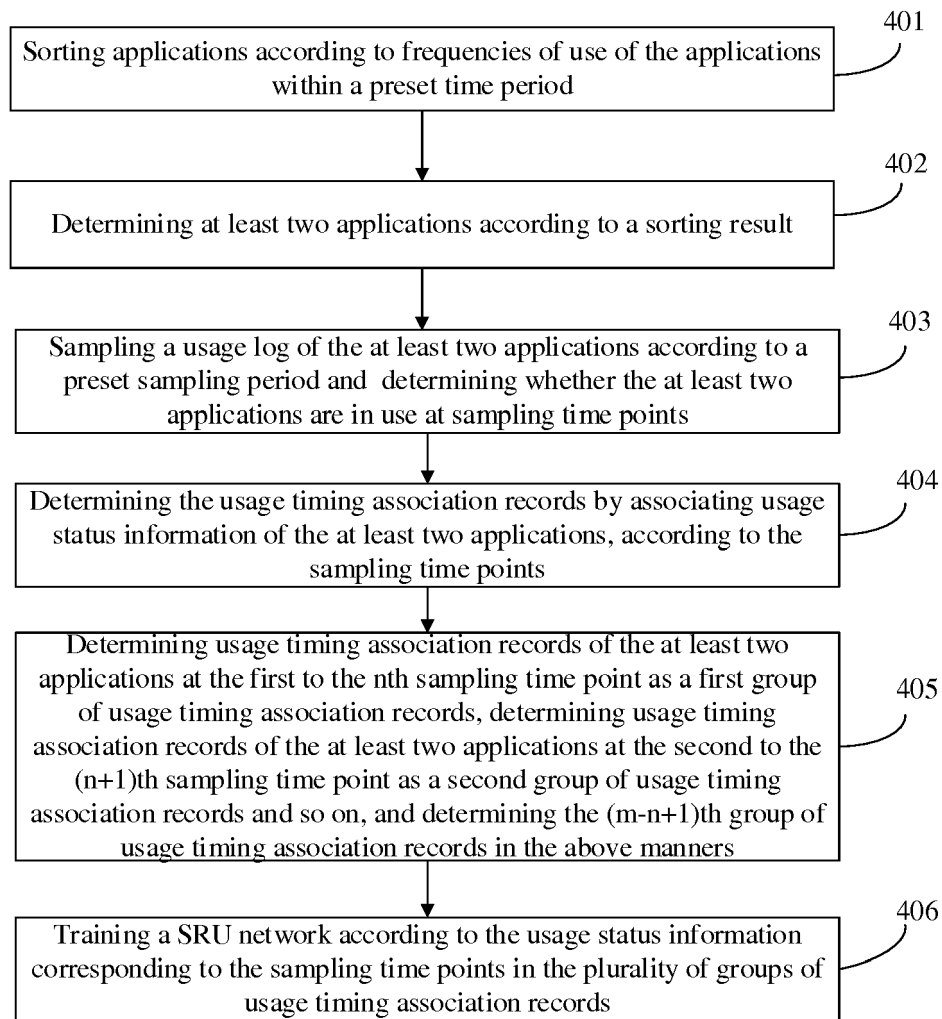 401
Sorting applications according to frequencies of use of the applications
within a preset time period
402
Determining at least two applications according to a sorting result
403
Sampling a usage log of the at least two applications according to a
preset sampling period and determining whether the at least two
applications are in use at sampling time points
404
Determining the usage timing association records by associating usage
status information of the at least two applications, according to the
sampling time points
405
Determining usage timing association records of the at least two
applications at the first to the nth sampling time point as a first group
of usage timing association records, determining usage timing
association records of the at least two applications at the second to the
(n+1)th sampling time point as a second group of usage timing
association records and so on, and determining the (m-n+1)th group of
usage timing association records in the above manners
406
Training a SRU network according to the usage status information
corresponding to the sampling time points in the plurality of groups of
usage timing association records